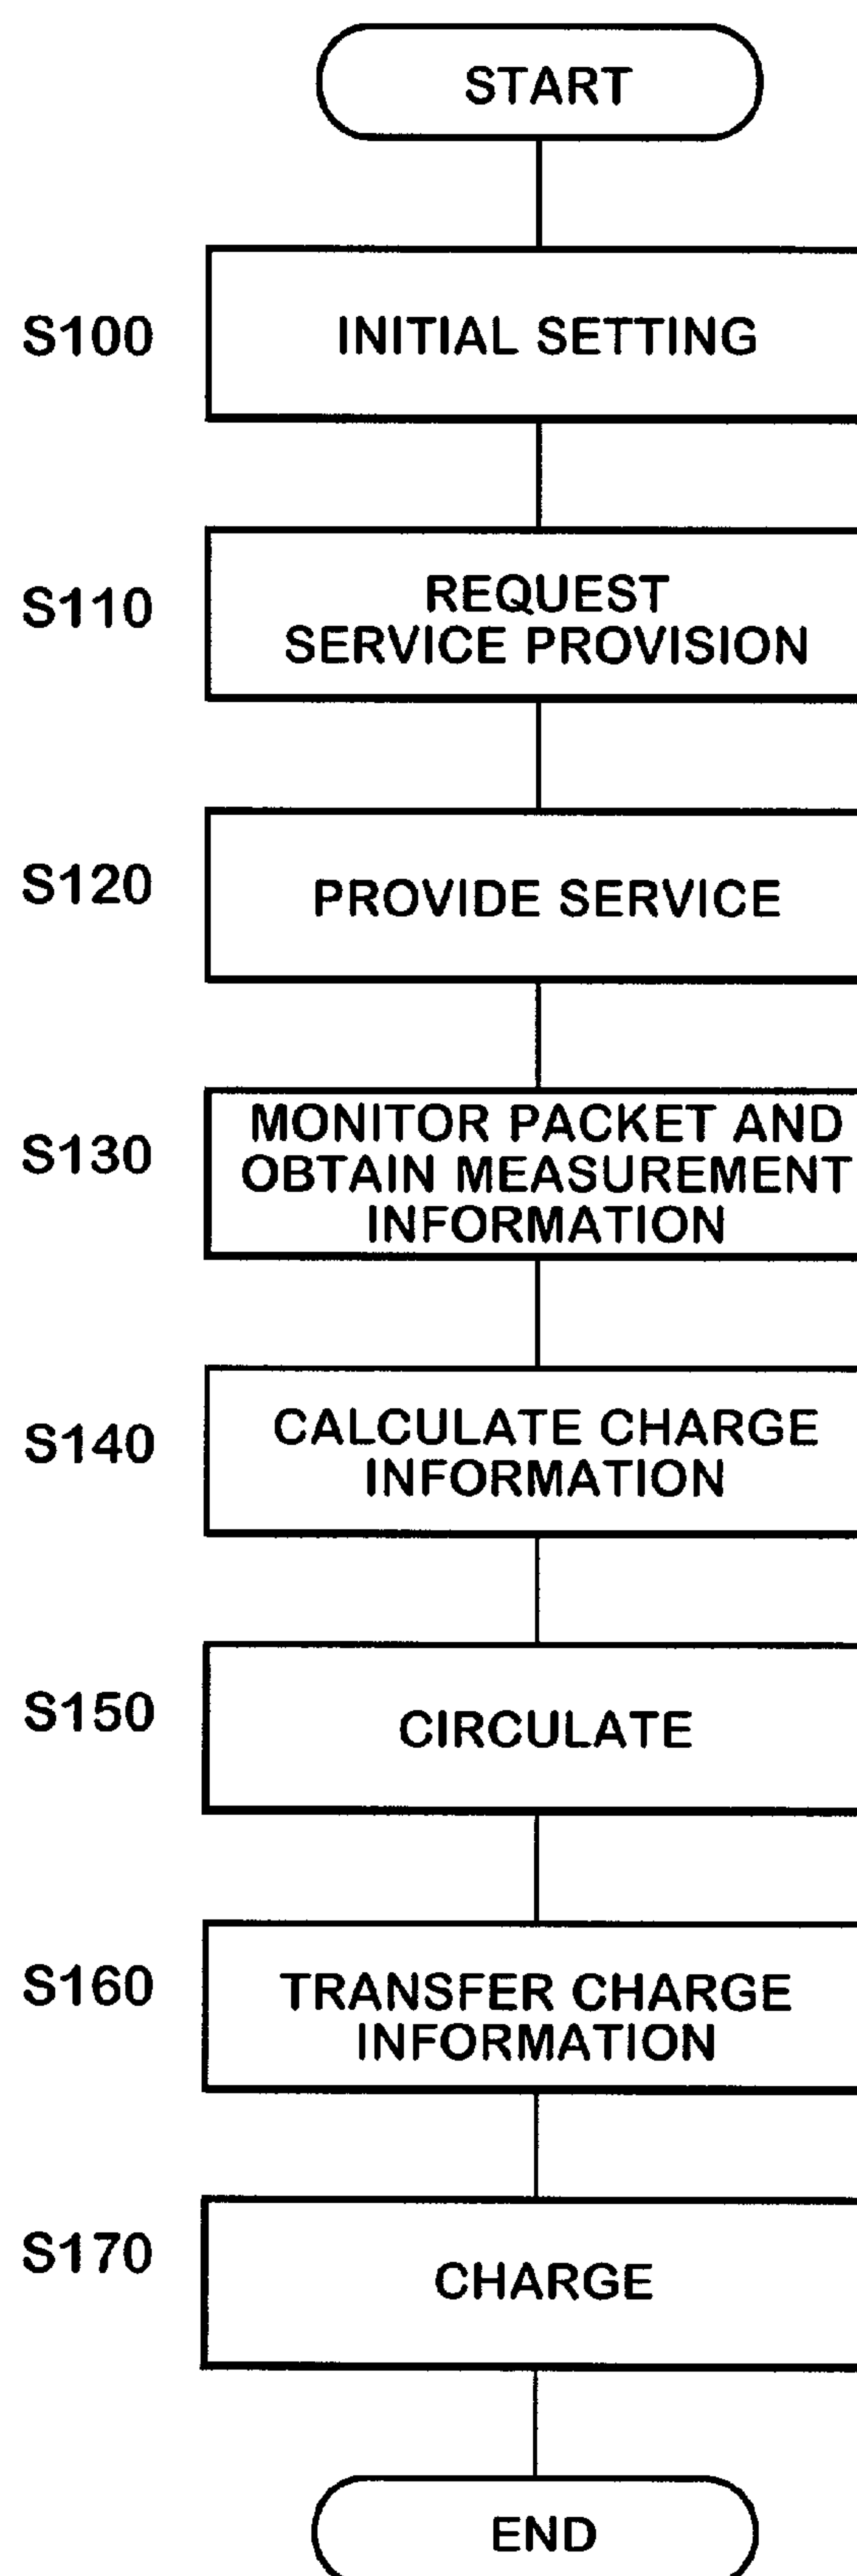 START
S100
INITIAL SETTING
S110
REQUEST
SERVICE PROVISION
S120
PROVIDE SERVICE
S130
MONITOR PACKET AND
OBTAIN MEASUREMENT
INFORMATION
S140
CALCULATE CHARGE
INFORMATION
S150
CIRCULATE
S160
TRANSFER CHARGE
INFORMATION
S170
CHARGE
END